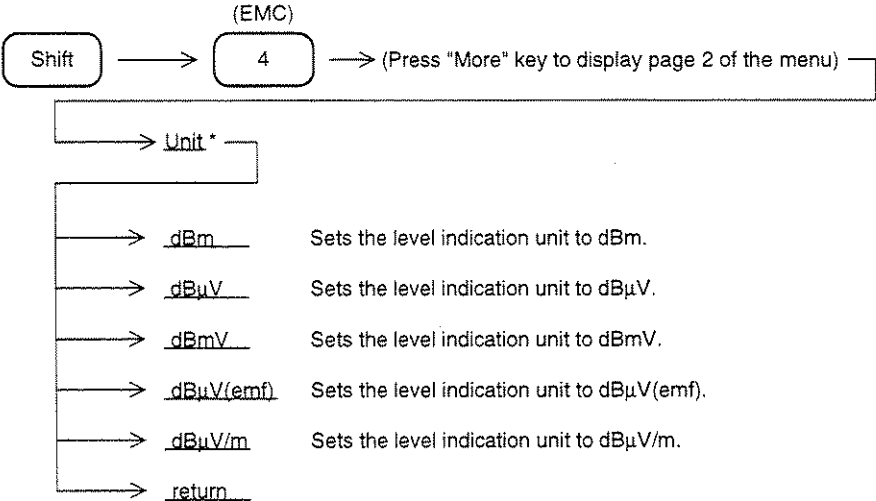 (EMC)
Shift 4 (Press "More" key to display page 2 of the menu)
Unit *
dBm Sets the level indication unit to dBm.
dBμV Sets the level indication unit to dBμV.
dBmV Sets the level indication unit to dBmV.
dBμV(emf) Sets the level indication unit to dBμV(emf).
dBμV/m Sets the level indication unit to dBμV/m.
return